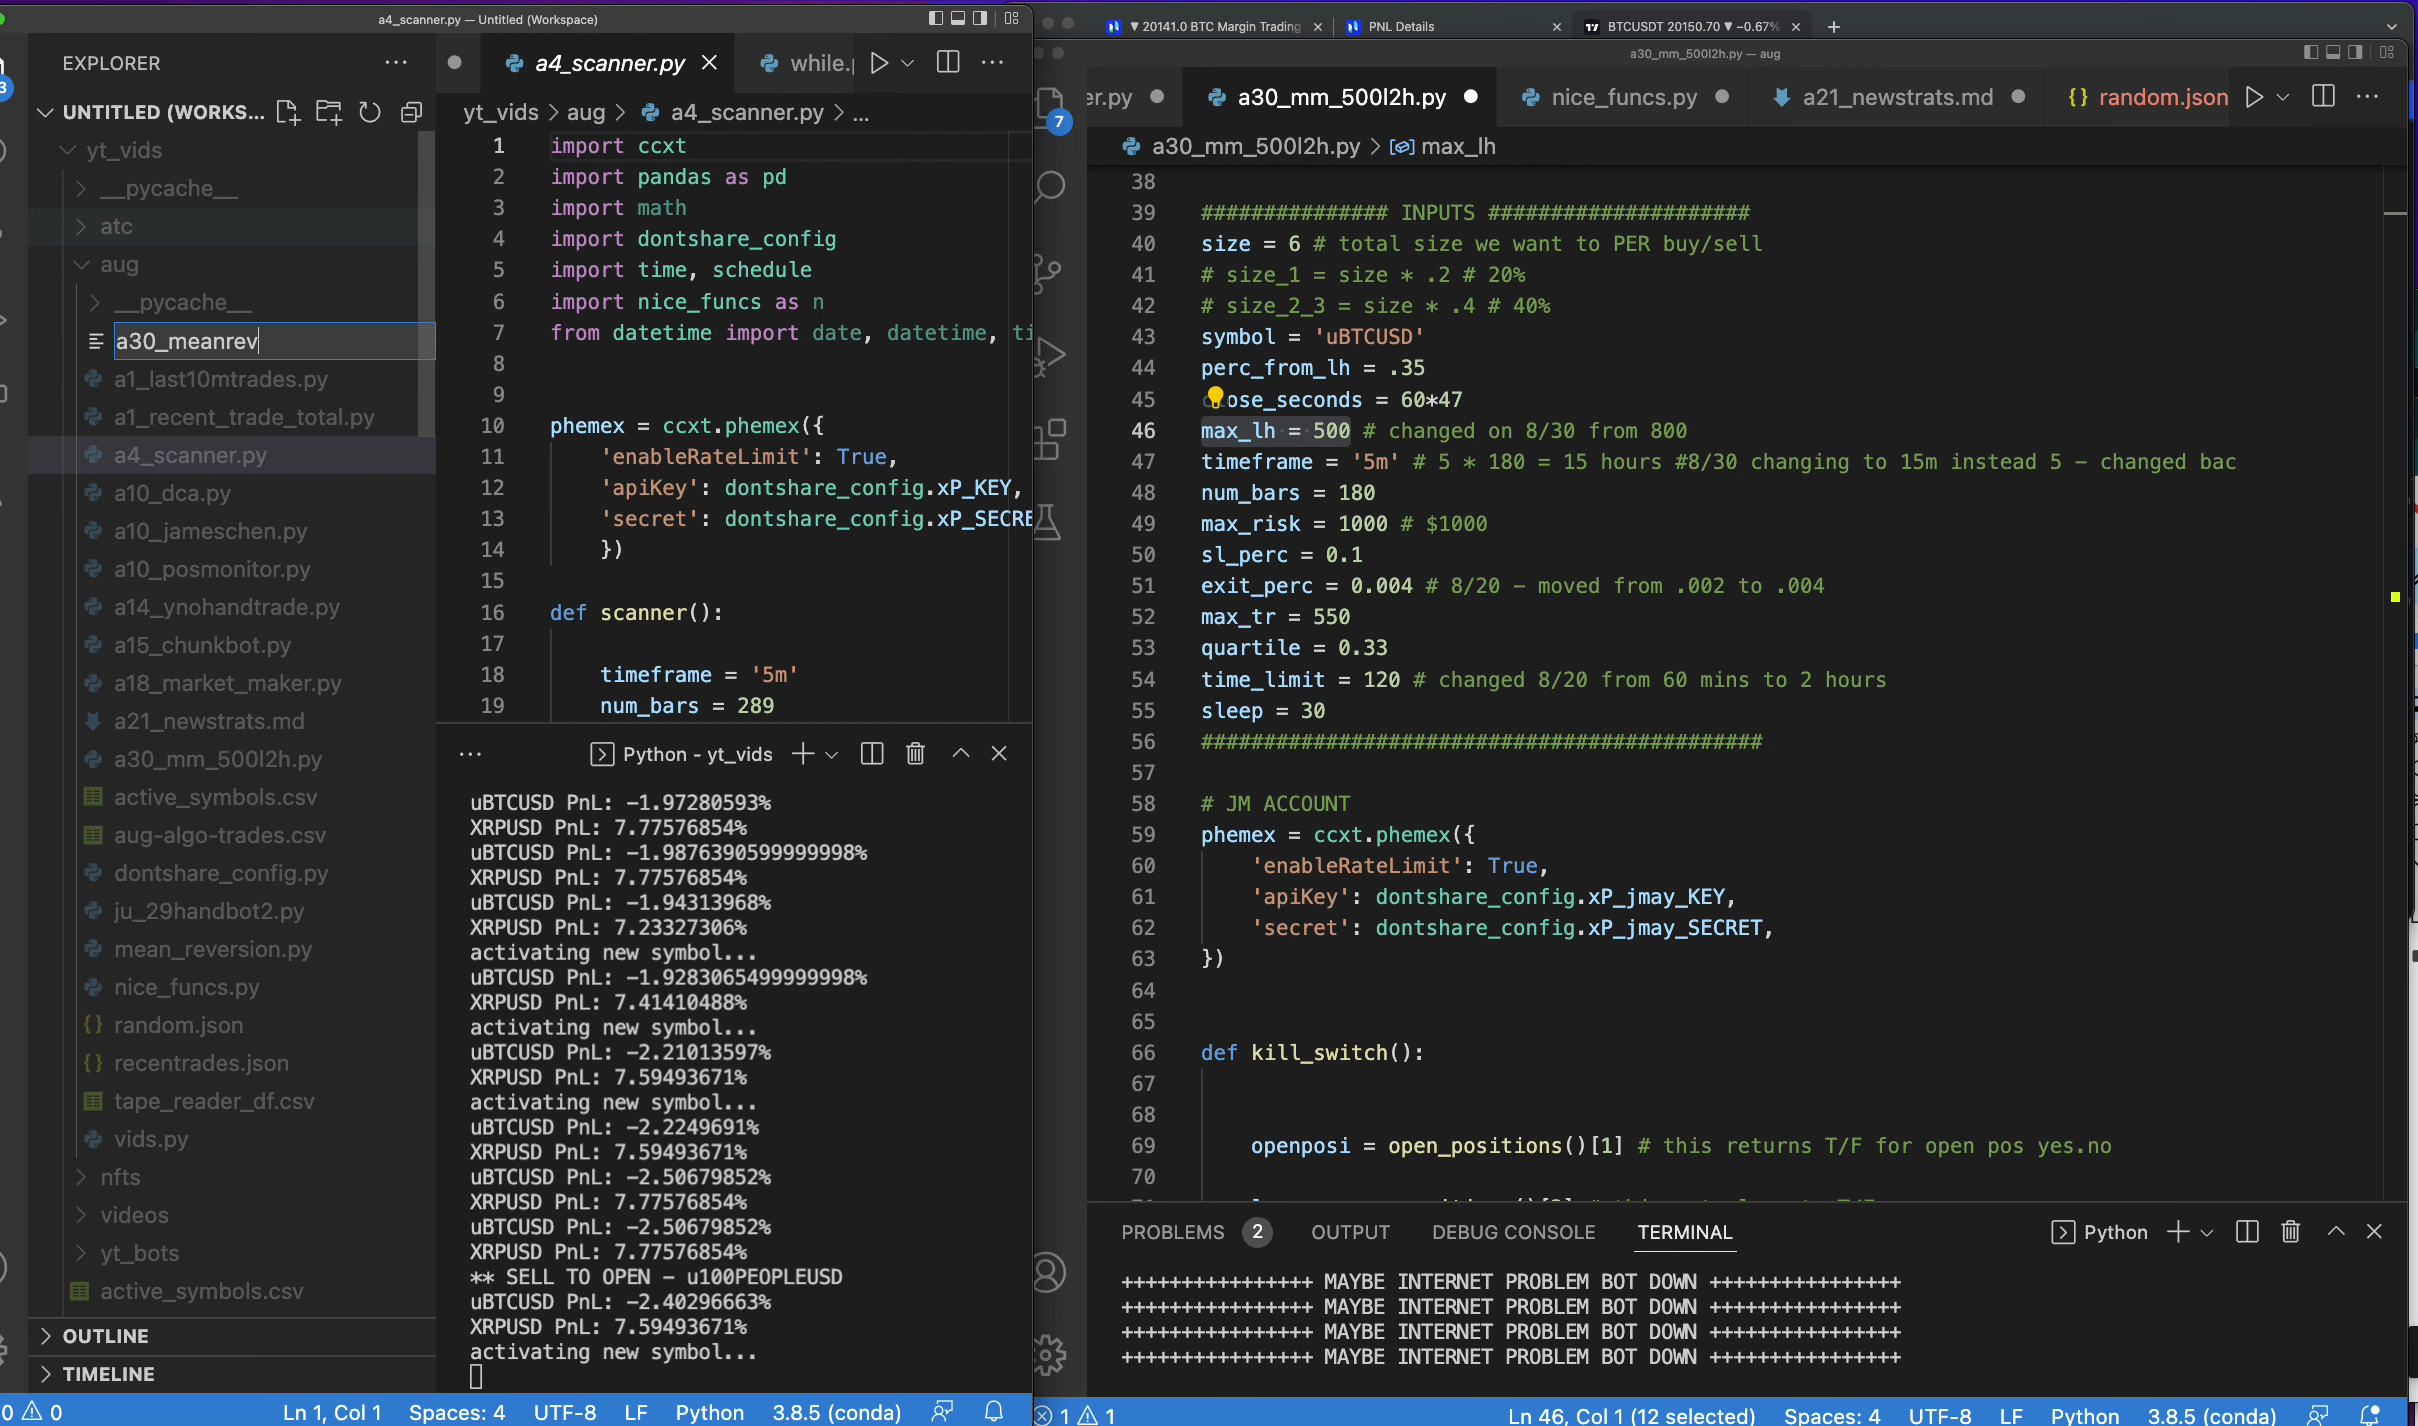 a4_scanner.py — Untitled (Workspace)
EXPLORER
UNTITLED (WORKS...
yt_vids
__pycache__
atc
aug
__pycache__
a30_meanrev
a1_last10mtrades.py
a1_recent_trade_total.py
a4_scanner.py
a10_dca.py
a10_jameschen.py
a10_posmonitor.py
a14_ynohandtrade.py
a15_chunkbot.py
a18_market_maker.py
a21_newstrats.md
a30_mm_500l2h.py
active_symbols.csv
aug-algo-trades.csv
dontshare_config.py
ju_29handbot2.py
mean_reversion.py
nice_funcs.py
random.json
recentrades.json
tape_reader_df.csv
vids.py
nfts
videos
yt_bots
active_symbols.csv
OUTLINE
TIMELINE
a4_scanner.py
while.
yt_vids > aug > a4_scanner.py > ...
1 import ccxt
2 import pandas as pd
3 import math
4 import dontshare_config
5 import time, schedule
6 import nice_funcs as n
7 from datetime import date, datetime, ti
8
9
10 phemex = ccxt.phemex({
11 'enableRateLimit': True,
12 'apiKey': dontshare_config.xP_KEY,
13 'secret': dontshare_config.xP_SECRE
14 })
15
16 def scanner():
17
18 timeframe = '5m'
19 num_bars = 289
Python - yt_vids
uBTCUSD PnL: -1.97280593%
XRPUSD PnL: 7.77576854%
uBTCUSD PnL: -1.9876390599999998%
XRPUSD PnL: 7.77576854%
uBTCUSD PnL: -1.94313968%
XRPUSD PnL: 7.23327306%
activating new symbol...
uBTCUSD PnL: -1.9283065499999998%
XRPUSD PnL: 7.41410488%
activating new symbol...
uBTCUSD PnL: -2.21013597%
XRPUSD PnL: 7.59493671%
activating new symbol...
uBTCUSD PnL: -2.2249691%
XRPUSD PnL: 7.59493671%
uBTCUSD PnL: -2.50679852%
XRPUSD PnL: 7.77576854%
uBTCUSD PnL: -2.50679852%
XRPUSD PnL: 7.77576854%
** SELL TO OPEN - u100PEOPLEUSD
uBTCUSD PnL: -2.40296663%
XRPUSD PnL: 7.59493671%
activating new symbol...
0 0 Ln 1, Col 1 Spaces: 4 UTF-8 LF Python 3.8.5 (conda)
▼ 20141.0 BTC Margin Trading
PNL Details
BTCUSDT 20150.70 ▼ −0.67%
a30_mm_500l2h.py — aug
er.py
a30_mm_500l2h.py
nice_funcs.py
a21_newstrats.md
{} random.json
7
a30_mm_500l2h.py > max_lh
38
39 ############### INPUTS #####################
40 size = 6 # total size we want to PER buy/sell
41 # size_1 = size * .2 # 20%
42 # size_2_3 = size * .4 # 40%
43 symbol = 'uBTCUSD'
44 perc_from_lh = .35
45 close_seconds = 60*47
46 max_lh = 500 # changed on 8/30 from 800
47 timeframe = '5m' # 5 * 180 = 15 hours #8/30 changing to 15m instead 5 - changed bac
48 num_bars = 180
49 max_risk = 1000 # $1000
50 sl_perc = 0.1
51 exit_perc = 0.004 # 8/20 - moved from .002 to .004
52 max_tr = 550
53 quartile = 0.33
54 time_limit = 120 # changed 8/20 from 60 mins to 2 hours
55 sleep = 30
56 #############################################
57
58 # JM ACCOUNT
59 phemex = ccxt.phemex({
60 'enableRateLimit': True,
61 'apiKey': dontshare_config.xP_jmay_KEY,
62 'secret': dontshare_config.xP_jmay_SECRET,
63 })
64
65
66 def kill_switch():
67
68
69 openposi = open_positions()[1] # this returns T/F for open pos yes.no
70
PROBLEMS 2 OUTPUT DEBUG CONSOLE TERMINAL Python
++++++++++++++++ MAYBE INTERNET PROBLEM BOT DOWN ++++++++++++++++
++++++++++++++++ MAYBE INTERNET PROBLEM BOT DOWN ++++++++++++++++
++++++++++++++++ MAYBE INTERNET PROBLEM BOT DOWN ++++++++++++++++
++++++++++++++++ MAYBE INTERNET PROBLEM BOT DOWN ++++++++++++++++
1 1 Ln 46, Col 1 (12 selected) Spaces: 4 UTF-8 LF Python 3.8.5 (conda)